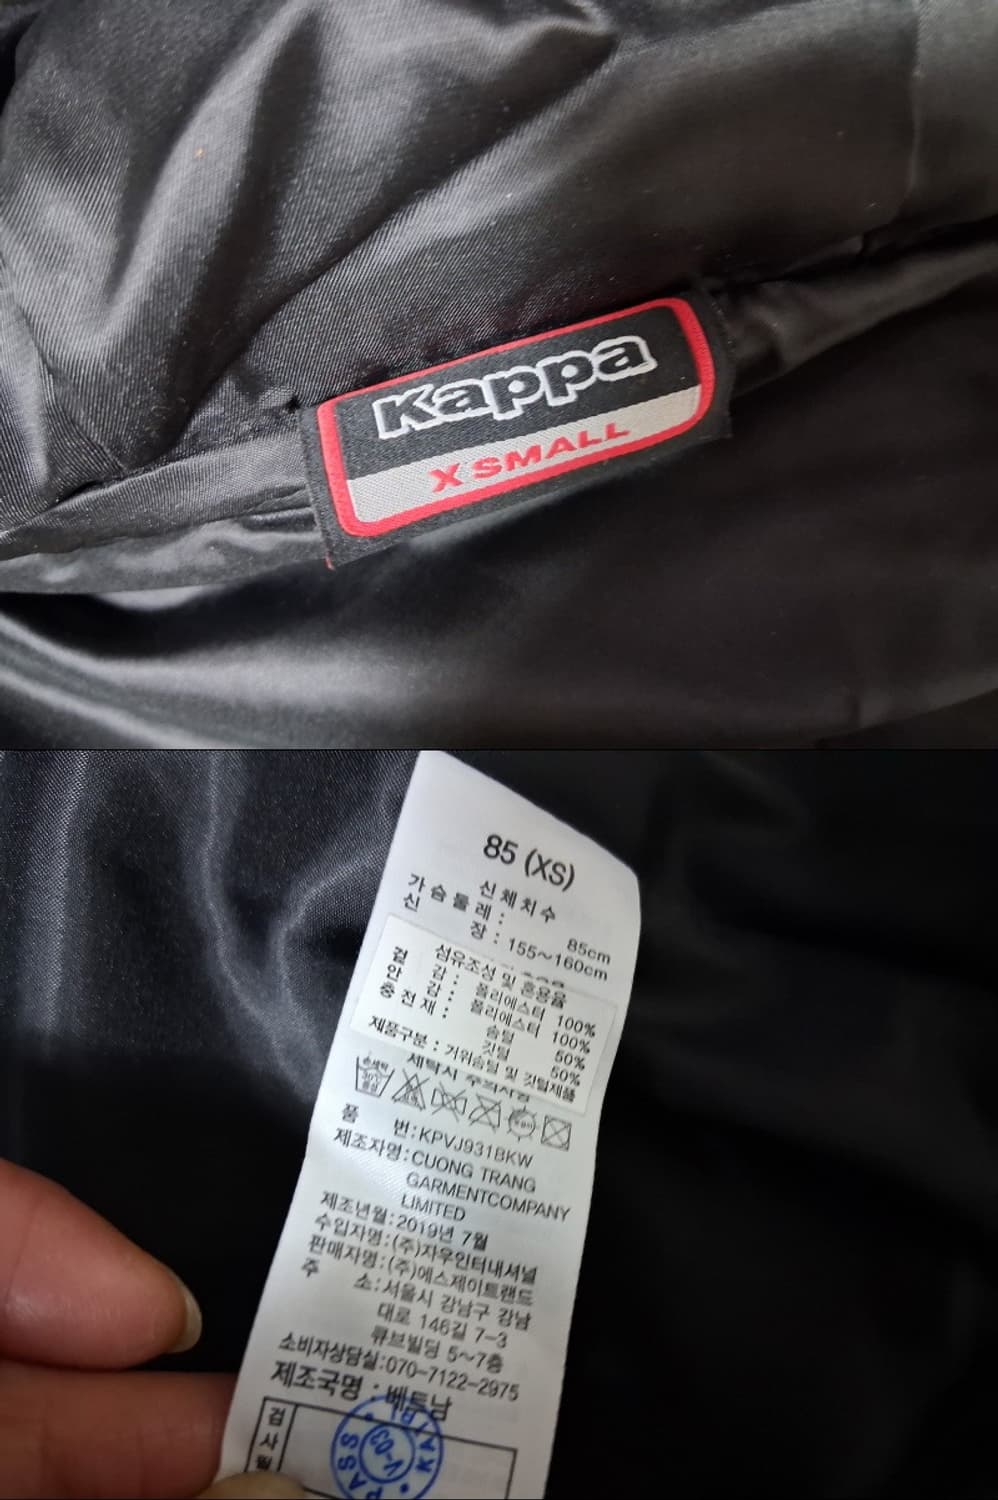 Kappa
X SMALL
85 (XS)
신체치수
가슴둘레 : 85cm
신 장 : 155~160cm
섬유조성 및 혼용율
겉 감 : 폴리에스터 100%
안 감 : 폴리에스터 100%
충전재 : 솜털 50%
깃털 50%
제품구분 : 거위솜털 및 깃털제품
세탁시 주의사항
품 번:KPVJ931BKW
제조자명:CUONG TRANG
GARMENTCOMPANY
LIMITED
제조년월:2019년 7월
수입자명:(주)자우인터내셔널
판매자명:(주)에스제이트랜드
주 소:서울시 강남구 강남
대로 146길 7-3
큐브빌딩 5~7층
소비자상담실:070-7122-2975
제조국명 : 베트남
검사필
PASS
V-03